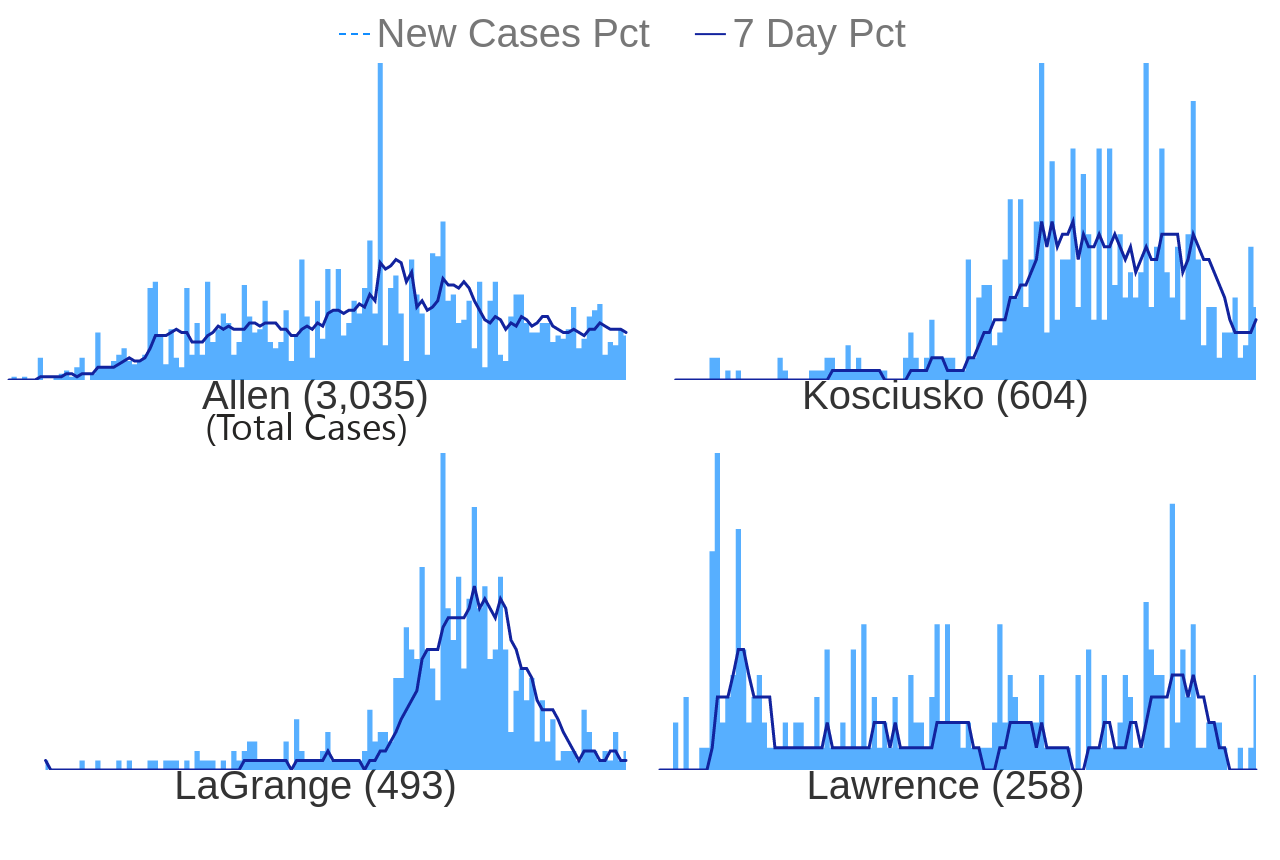 New Cases Pct 7 Day Pct
Allen (3,035)
(Total Cases)
Kosciusko (604)
LaGrange (493)
Lawrence (258)